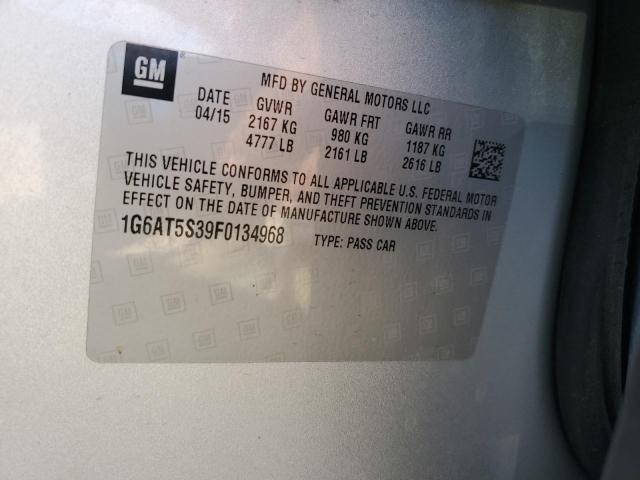 GM
MFD BY GENERAL MOTORS LLC
DATE GVWR GAWR FRT GAWR RR
04/15 2167 KG 980 KG 1187 KG
4777 LB 2161 LB 2616 LB
THIS VEHICLE CONFORMS TO ALL APPLICABLE U.S. FEDERAL MOTOR
VEHICLE SAFETY, BUMPER, AND THEFT PREVENTION STANDARDS IN
EFFECT ON THE DATE OF MANUFACTURE SHOWN ABOVE.
1G6AT5S39F0134968 TYPE: PASS CAR